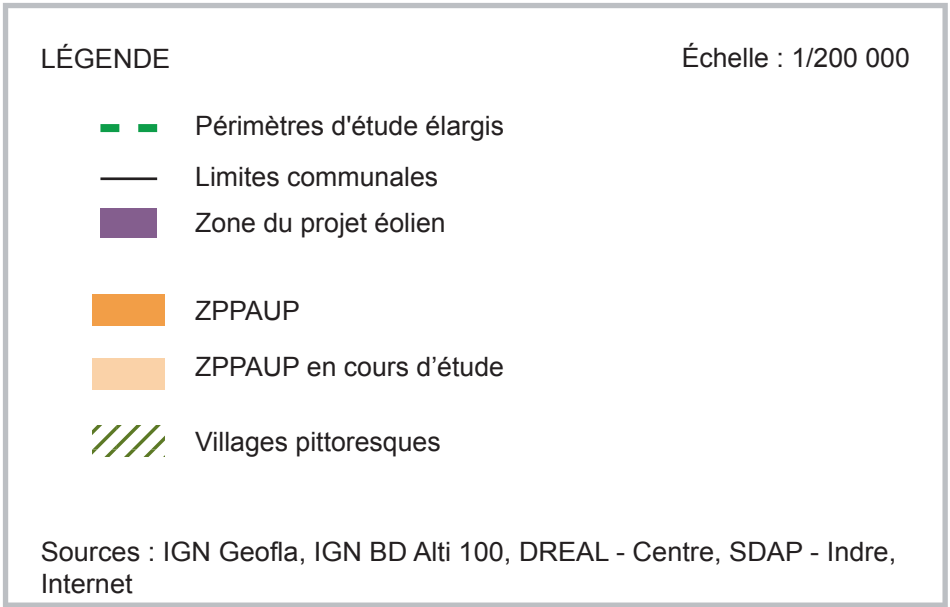 LÉGENDE
Échelle : 1/200 000
Périmètres d'étude élargis
Limites communales
Zone du projet éolien
ZPPAUP
ZPPAUP en cours d’étude
Villages pittoresques
Sources : IGN Geofla, IGN BD Alti 100, DREAL - Centre, SDAP - Indre,
Internet